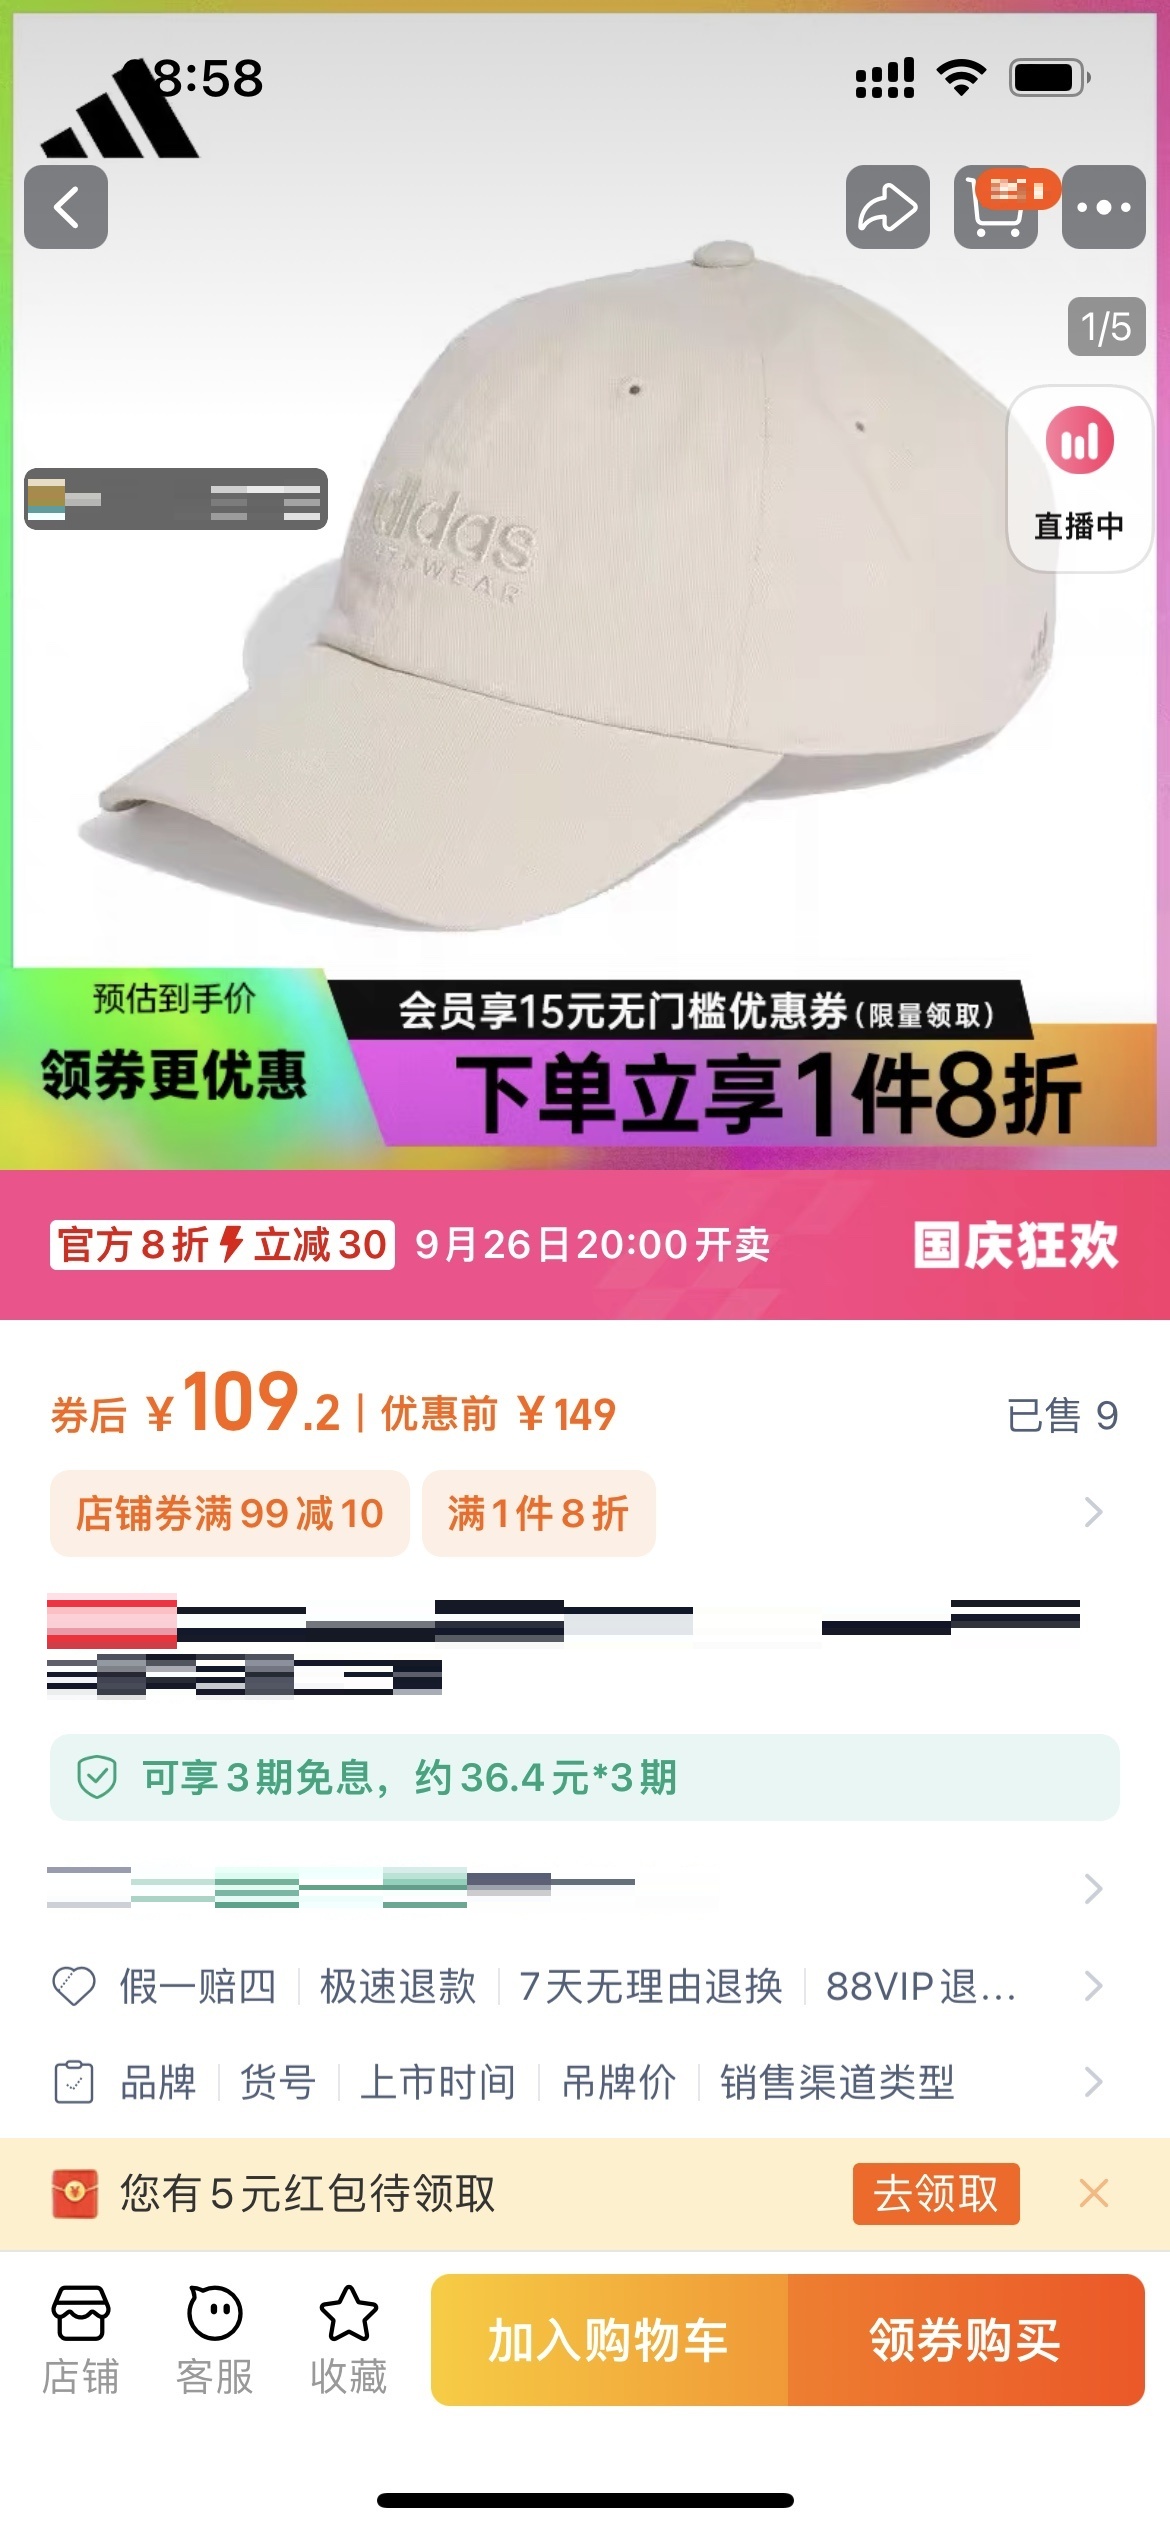 8:58
1/5
直播中
adidas
SWEAR
预估到手价
领券更优惠
会员享15元无门槛优惠券(限量领取)
下单立享1件8折
官方8折 立减30 9月26日20:00开卖 国庆狂欢
券后 ¥109.2 | 优惠前 ¥149 已售 9
店铺券满99减10 满1件8折
可享3期免息，约36.4元*3期
假一赔四 | 极速退款 | 7天无理由退换 | 88VIP退...
品牌 | 货号 | 上市时间 | 吊牌价 | 销售渠道类型
您有5元红包待领取 去领取
店铺 客服 收藏 加入购物车 领券购买